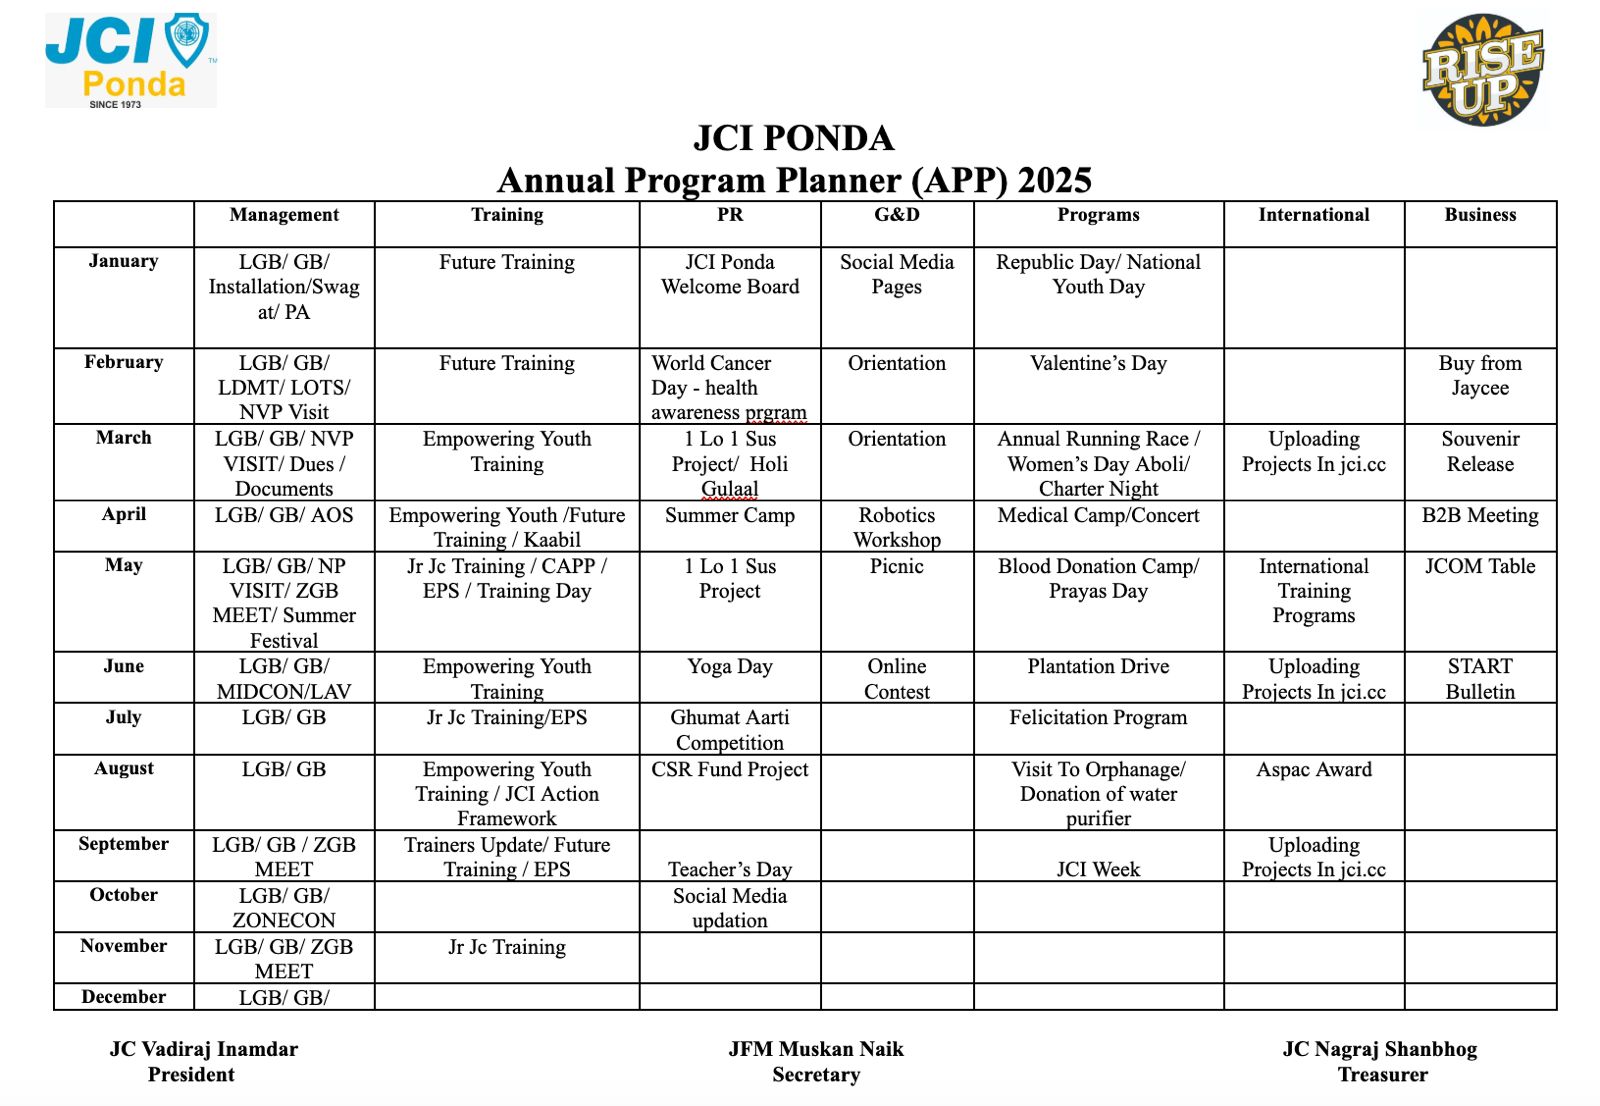 JCI
TM
Ponda
SINCE 1973
RISE
UP
JCI PONDA
Annual Program Planner (APP) 2025
Management Training PR G&D Programs International Business
January LGB/ GB/ Future Training JCI Ponda Social Media Republic Day/ National
Installation/Swag Welcome Board Pages Youth Day
at/ PA
February LGB/ GB/ Future Training World Cancer Orientation Valentine’s Day Buy from
LDMT/ LOTS/ Day - health Jaycee
NVP Visit awareness prgram
March LGB/ GB/ NVP Empowering Youth 1 Lo 1 Sus Orientation Annual Running Race / Uploading Souvenir
VISIT/ Dues / Training Project/ Holi Women’s Day Aboli/ Projects In jci.cc Release
Documents Gulaal Charter Night
April LGB/ GB/ AOS Empowering Youth /Future Summer Camp Robotics Medical Camp/Concert B2B Meeting
Training / Kaabil Workshop
May LGB/ GB/ NP Jr Jc Training / CAPP / 1 Lo 1 Sus Picnic Blood Donation Camp/ International JCOM Table
VISIT/ ZGB EPS / Training Day Project Prayas Day Training
MEET/ Summer Programs
Festival
June LGB/ GB/ Empowering Youth Yoga Day Online Plantation Drive Uploading START
MIDCON/LAV Training Contest Projects In jci.cc Bulletin
July LGB/ GB Jr Jc Training/EPS Ghumat Aarti Felicitation Program
Competition
August LGB/ GB Empowering Youth CSR Fund Project Visit To Orphanage/ Aspac Award
Training / JCI Action Donation of water
Framework purifier
September LGB/ GB / ZGB Trainers Update/ Future Uploading
MEET Training / EPS Teacher’s Day JCI Week Projects In jci.cc
October LGB/ GB/ Social Media
ZONECON updation
November LGB/ GB/ ZGB Jr Jc Training
MEET
December LGB/ GB/
JC Vadiraj Inamdar JFM Muskan Naik JC Nagraj Shanbhog
President Secretary Treasurer